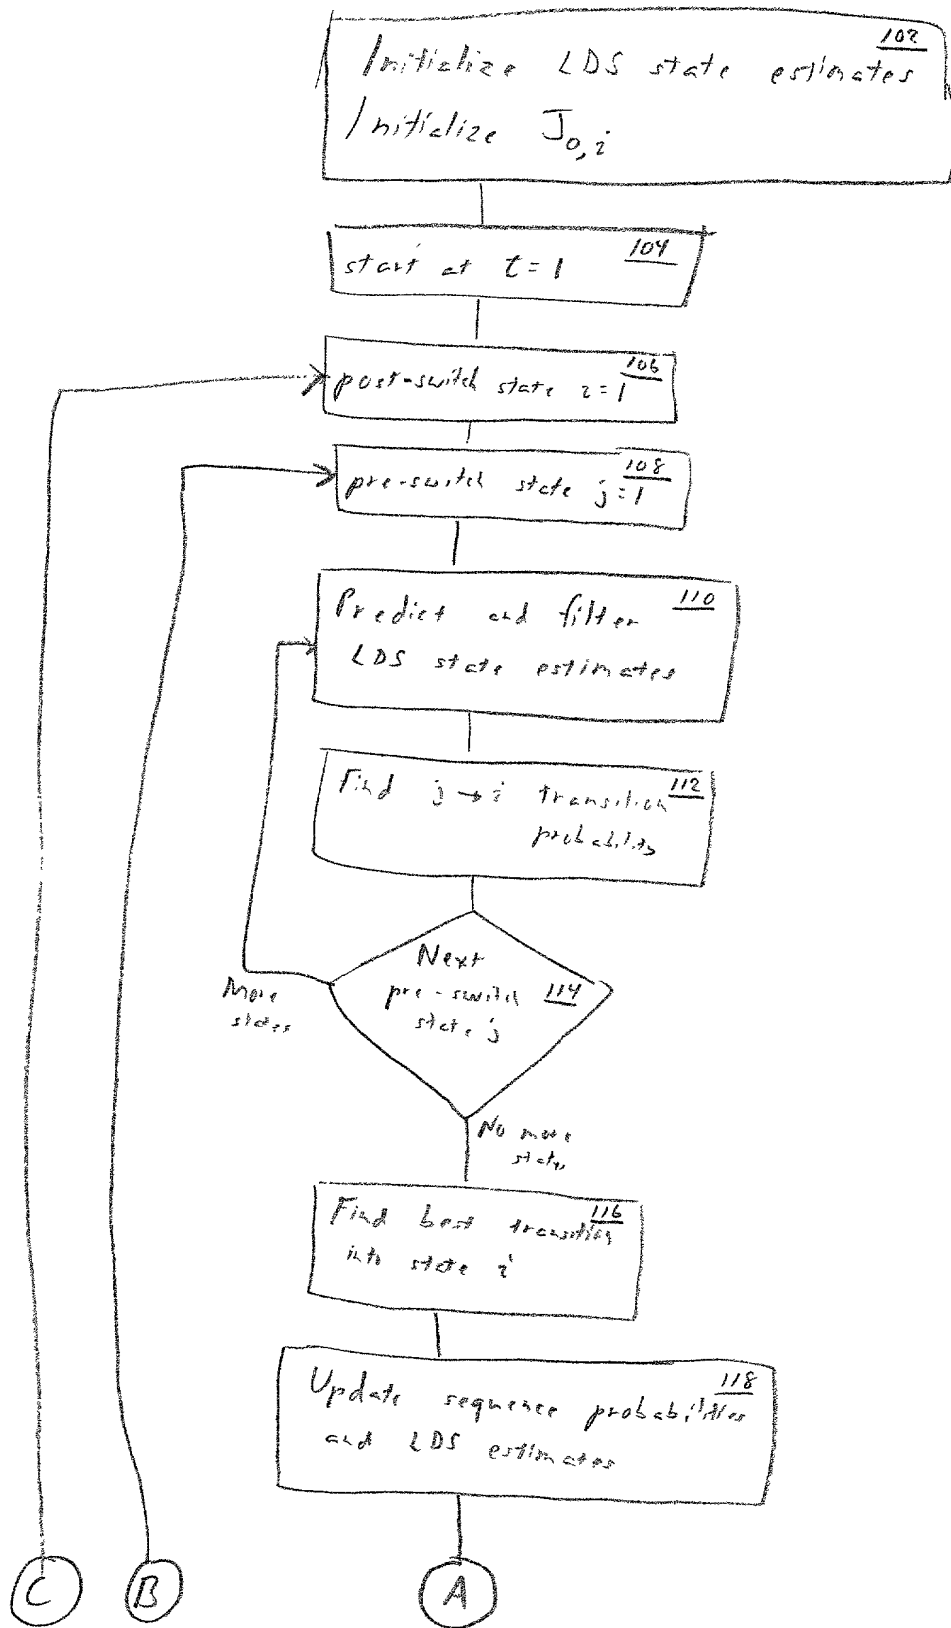 102
Initialize LDS state estimates
Initialize J0,i
start at t=1 104
106
post-switch state i=1
108
pre-switch state j=1
Predict and filter 110
LDS state estimates
Find j→i transition 112
probability
Next
pre-switch 114
state j
More
states
No more
states
Find best transition 116
into state i
Update sequence probabilities 118
and LDS estimates
C B A